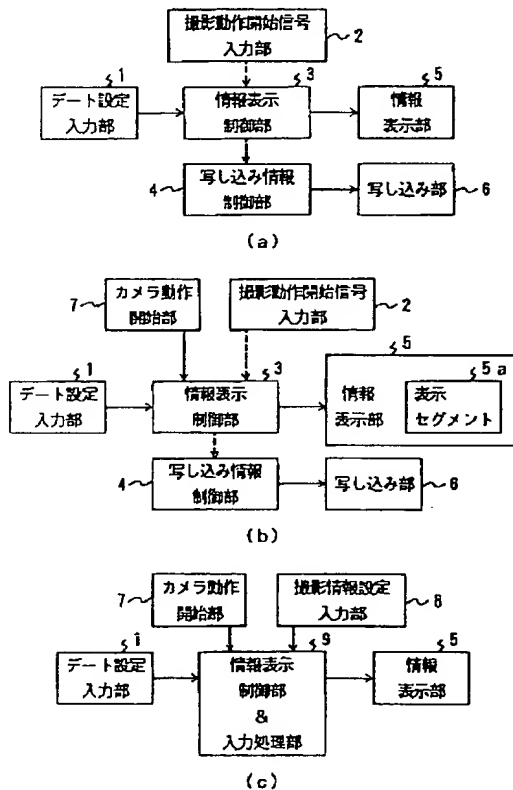 撮影動作開始信号
入力部
2
1
3
5
デート設定
入力部
情報表示
制御部
情報
表示部
4
写し込み情報
制御部
写し込み部
6
(a)
7
カメラ動作
開始部
撮影動作開始信号
入力部
2
1
3
5
デート設定
入力部
情報表示
制御部
情報
表示部
5a
表示
セグメント
4
写し込み情報
制御部
写し込み部
6
(b)
7
カメラ動作
開始部
撮影情報設定
入力部
8
1
9
5
デート設定
入力部
情報表示
制御部
&
入力処理部
情報
表示部
(c)